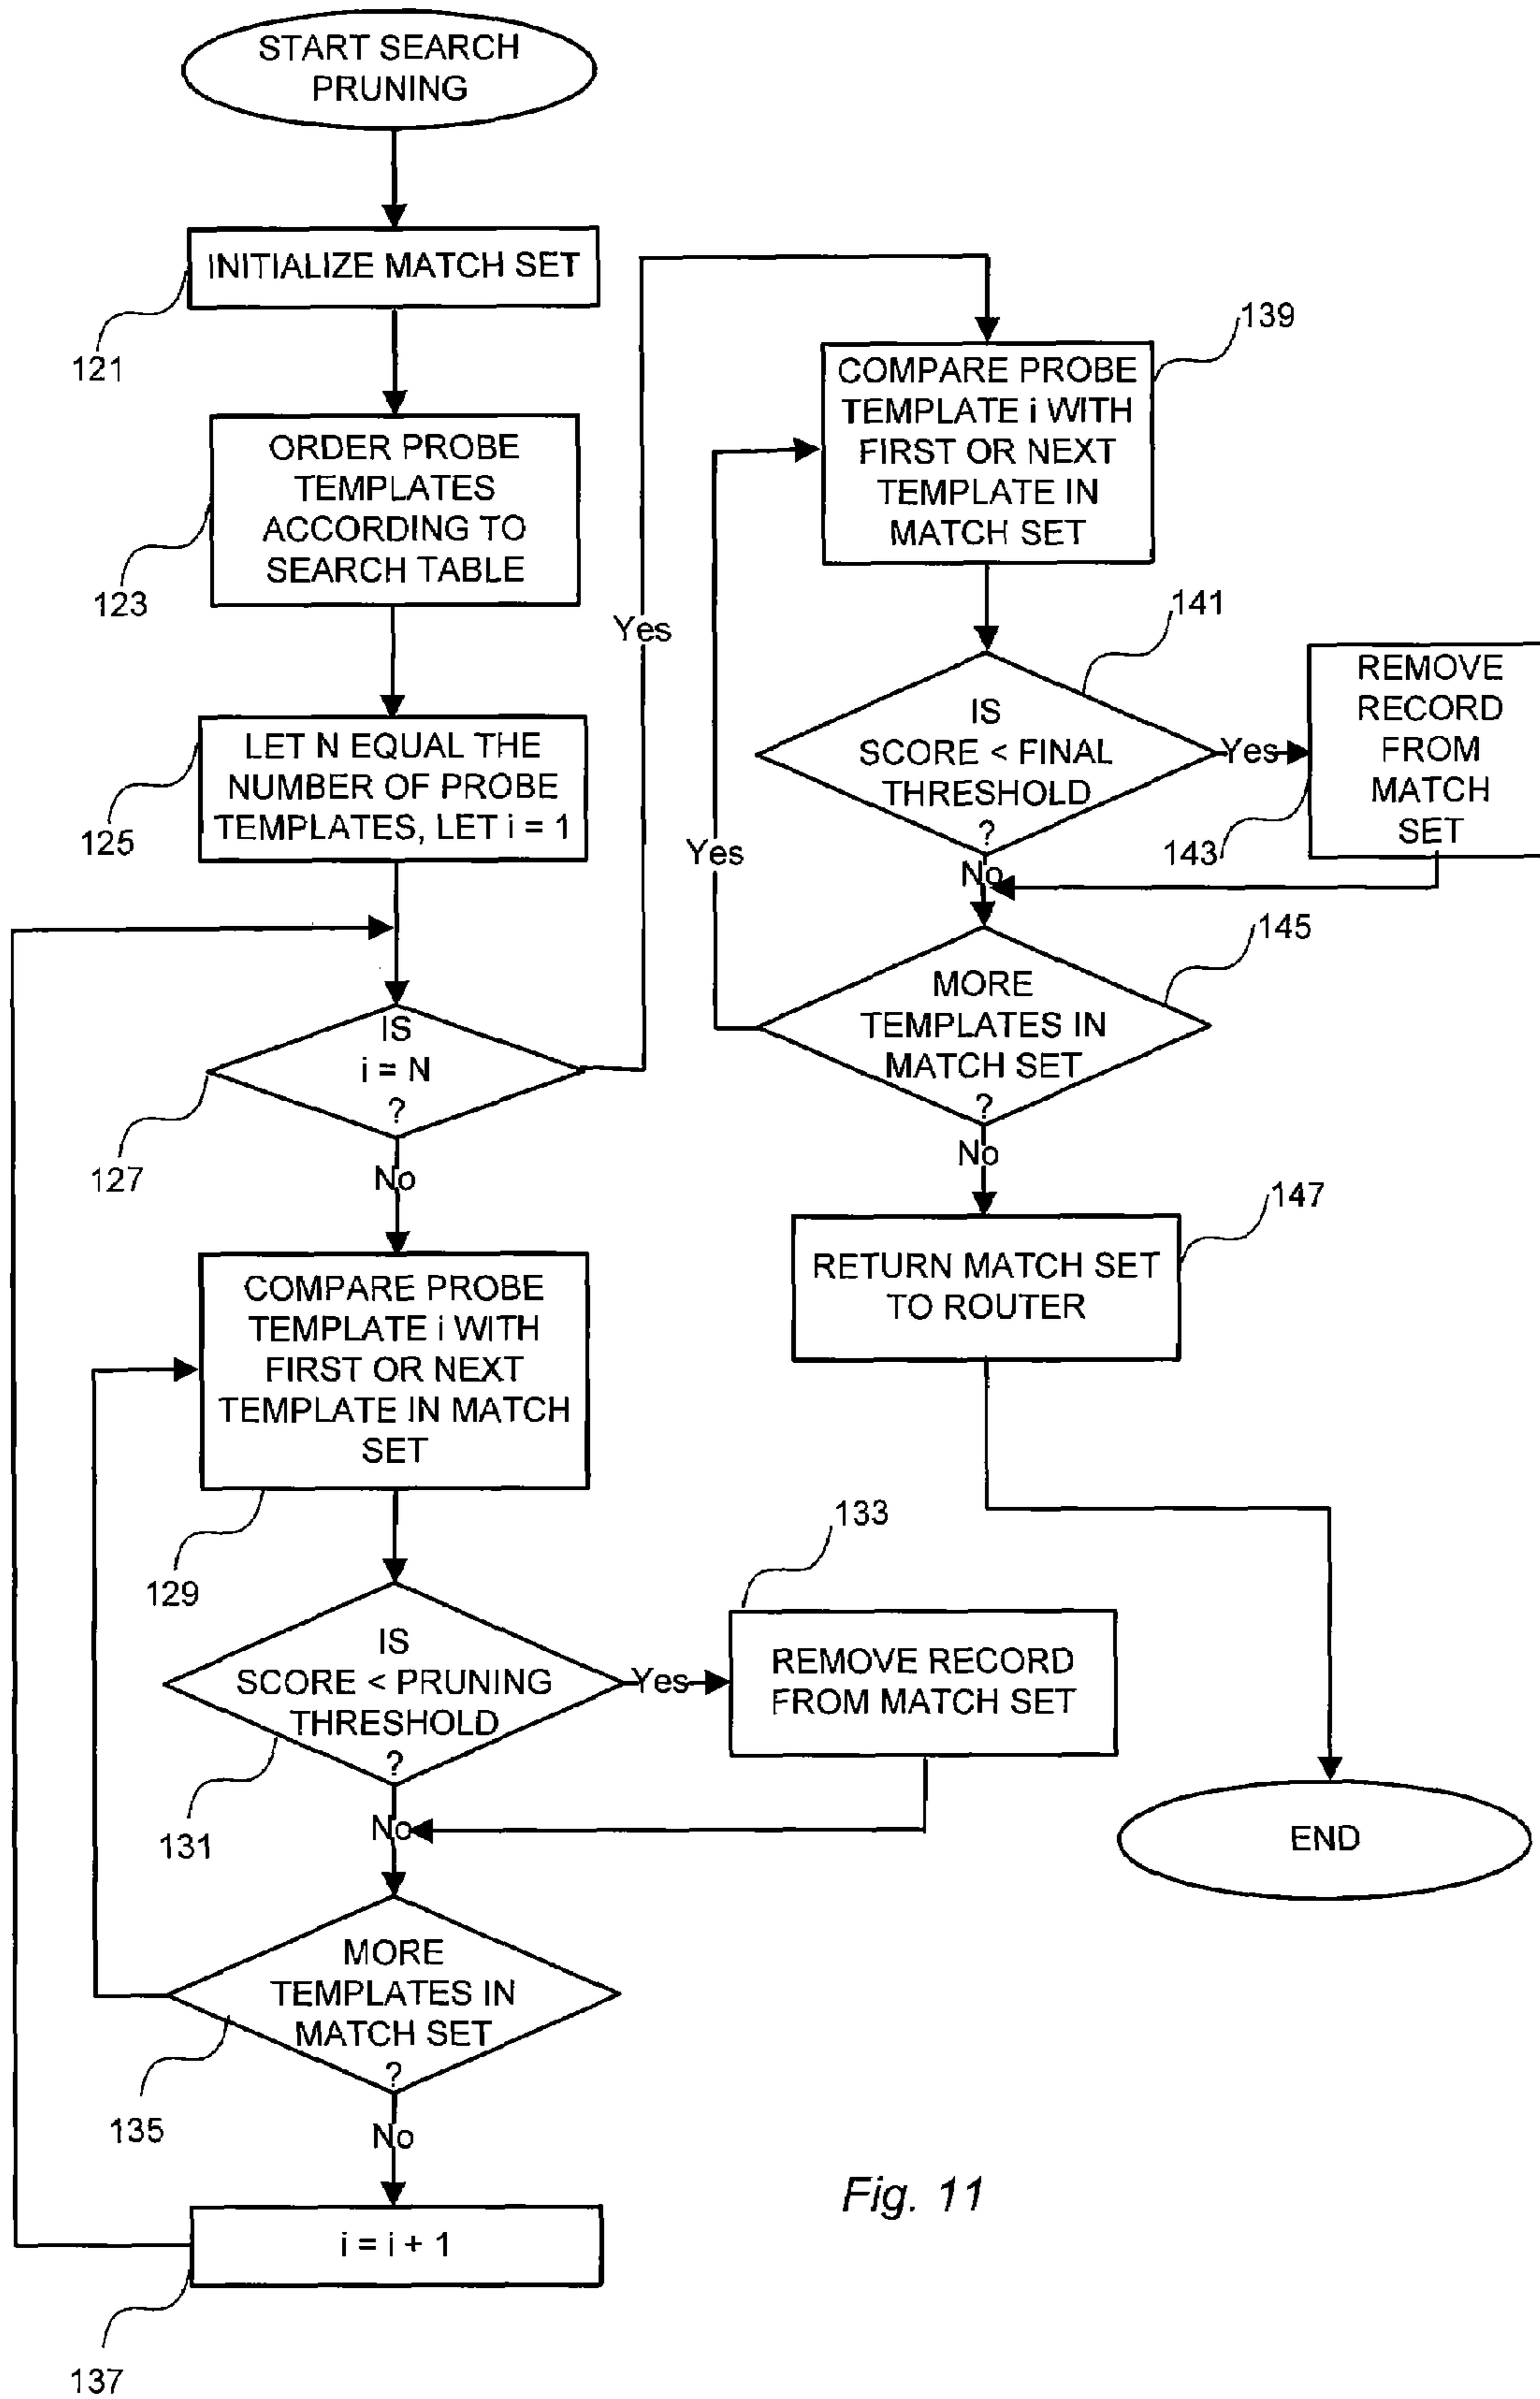 START SEARCH
PRUNING
INITIALIZE MATCH SET
121
ORDER PROBE
TEMPLATES
ACCORDING TO
SEARCH TABLE
123
LET N EQUAL THE
NUMBER OF PROBE
TEMPLATES, LET i = 1
125
IS
i = N
?
127
Yes
No
COMPARE PROBE
TEMPLATE i WITH
FIRST OR NEXT
TEMPLATE IN MATCH
SET
129
IS
SCORE < PRUNING
THRESHOLD
?
131
Yes
133
REMOVE RECORD
FROM MATCH SET
No
MORE
TEMPLATES IN
MATCH SET
?
135
No
i = i + 1
137
139
COMPARE PROBE
TEMPLATE i WITH
FIRST OR NEXT
TEMPLATE IN
MATCH SET
141
IS
SCORE < FINAL
THRESHOLD
?
Yes
REMOVE
RECORD
FROM
MATCH
SET
143
No
145
MORE
TEMPLATES IN
MATCH SET
?
Yes
No
147
RETURN MATCH SET
TO ROUTER
END
Fig. 11